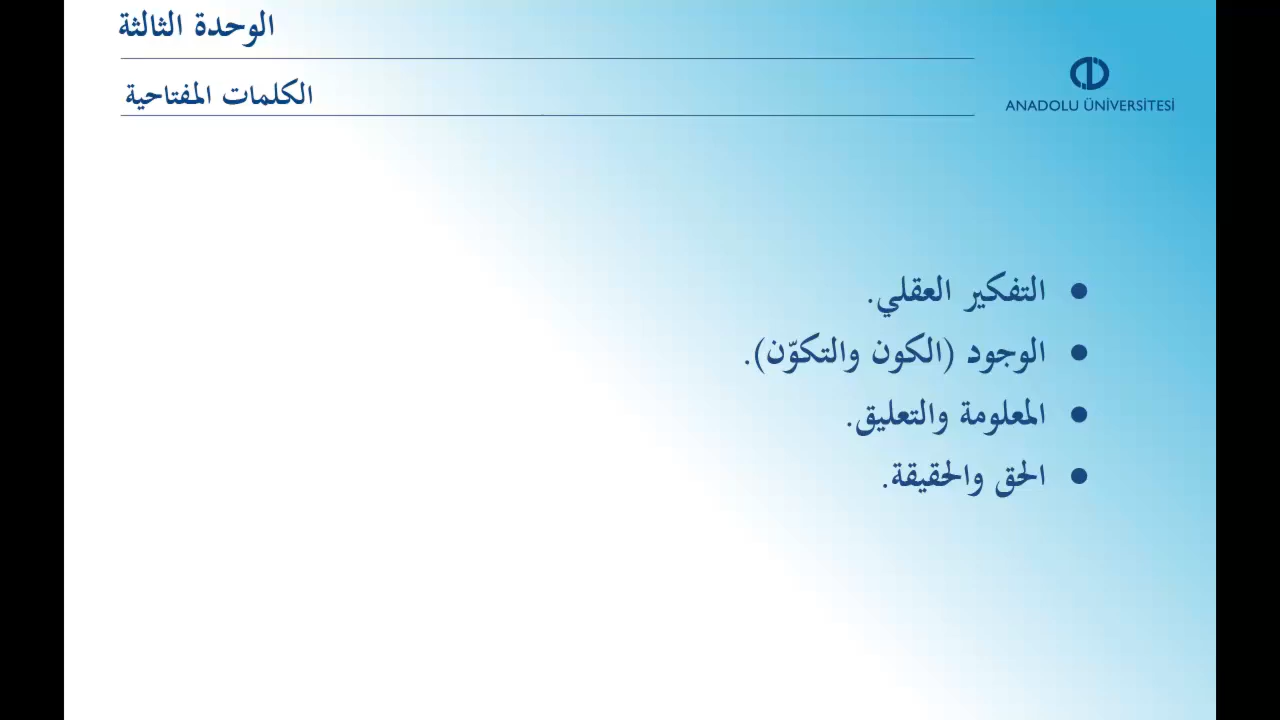 الوحدة الثالثة
الكلمات المفتاحية
ANADOLU ÜNİVERSİTESİ
● التفكير العقلي.
● الوجود (الكون والتكوّن).
● المعلومة والتعليق.
● الحق والحقيقة.